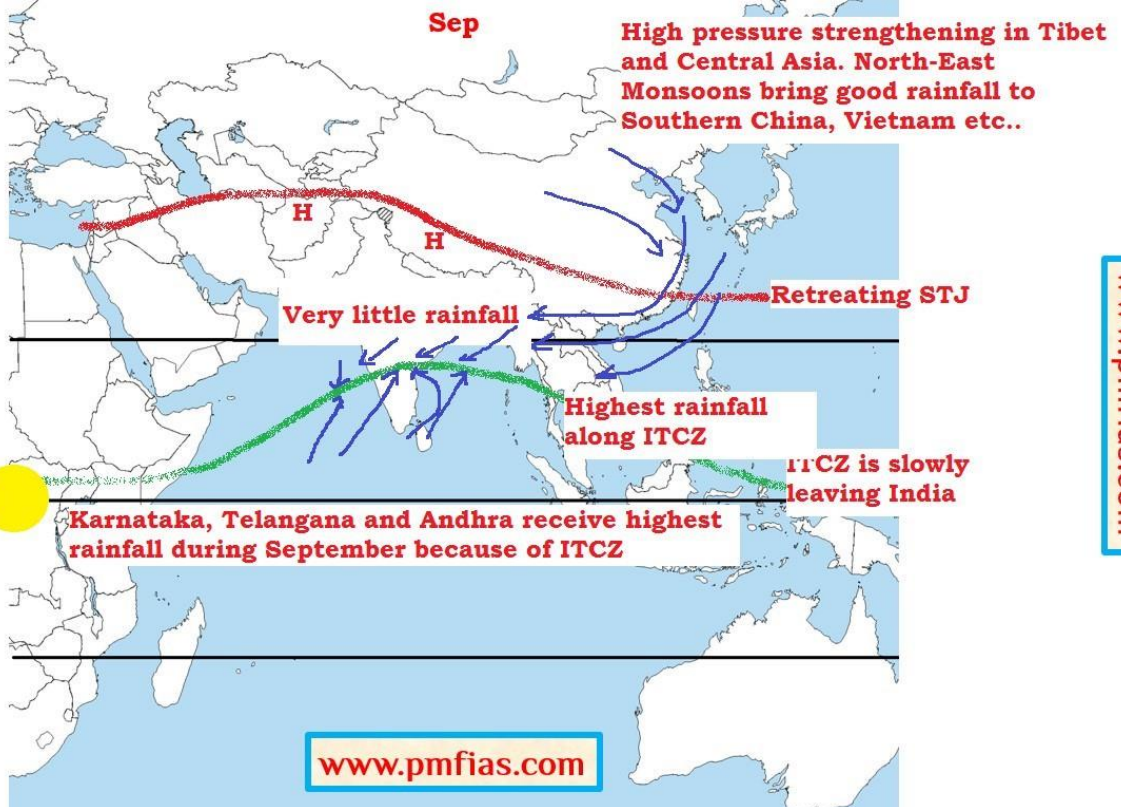 Sep
High pressure strengthening in Tibet
and Central Asia. North-East
Monsoons bring good rainfall to
Southern China, Vietnam etc..
H
H
Retreating STJ
Very little rainfall
Highest rainfall
along ITCZ
ITCZ is slowly
leaving India
Karnataka, Telangana and Andhra receive highest
rainfall during September because of ITCZ
www.pmfias.com